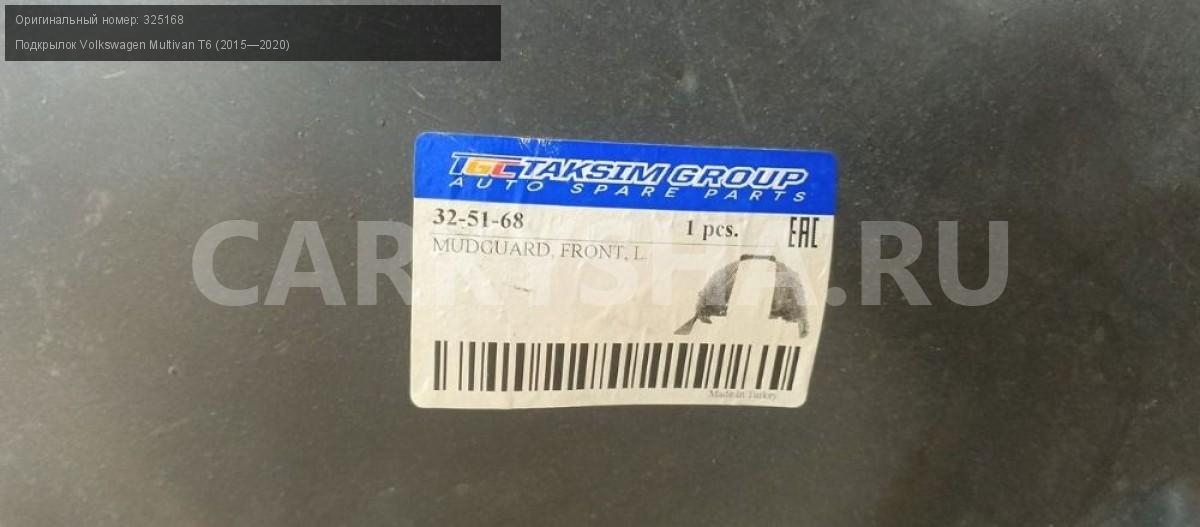 Оригинальный номер: 325168
Подкрылок Volkswagen Multivan T6 (2015—2020)
TGC TAKSIM GROUP
AUTO SPARE PARTS
32-51-68 1 pcs. EAC
MUDGUARD, FRONT, L.
CARKYSHA.RU
Made in Turkey